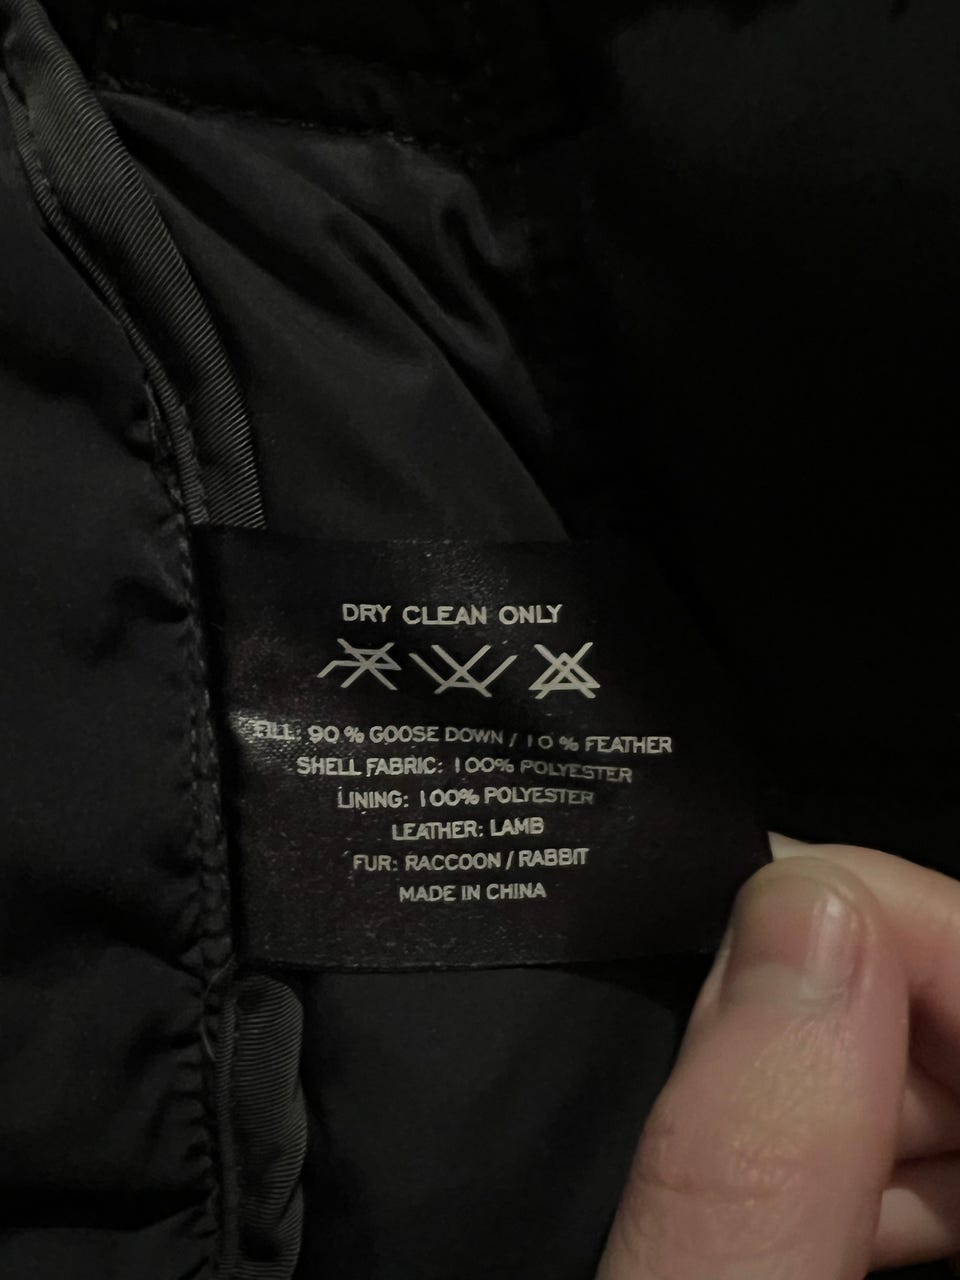 DRY CLEAN ONLY
FILL: 90 % GOOSE DOWN / 10 % FEATHER
SHELL FABRIC: 100% POLYESTER
LINING: 100% POLYESTER
LEATHER: LAMB
FUR: RACCOON / RABBIT
MADE IN CHINA